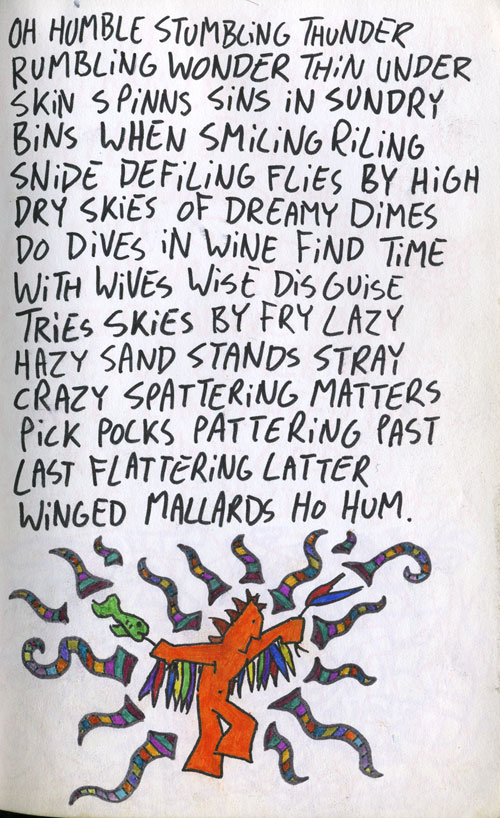 OH HUMBLE STUMBLING THUNDER
RUMBLING WONDER THIN UNDER
SKIN SPINNS SINS IN SUNDRY
BINS WHEN SMILING RILING
SNIDE DEFILING FLIES BY HIGH
DRY SKIES OF DREAMY DIMES
DO DIVES IN WINE FIND TIME
WITH WIVES WISE DISGUISE
TRIES SKIES BY FRY LAZY
HAZY SAND STANDS STRAY
CRAZY SPATTERING MATTERS
PICK POCKS PATTERING PAST
LAST FLATTERING LATTER
WINGED MALLARDS HO HUM.